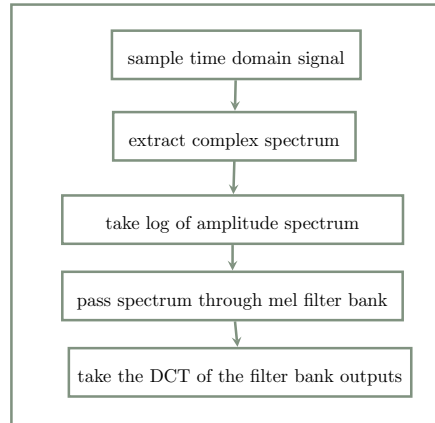 sample time domain signal
extract complex spectrum
take log of amplitude spectrum
pass spectrum through mel filter bank
take the DCT of the filter bank outputs